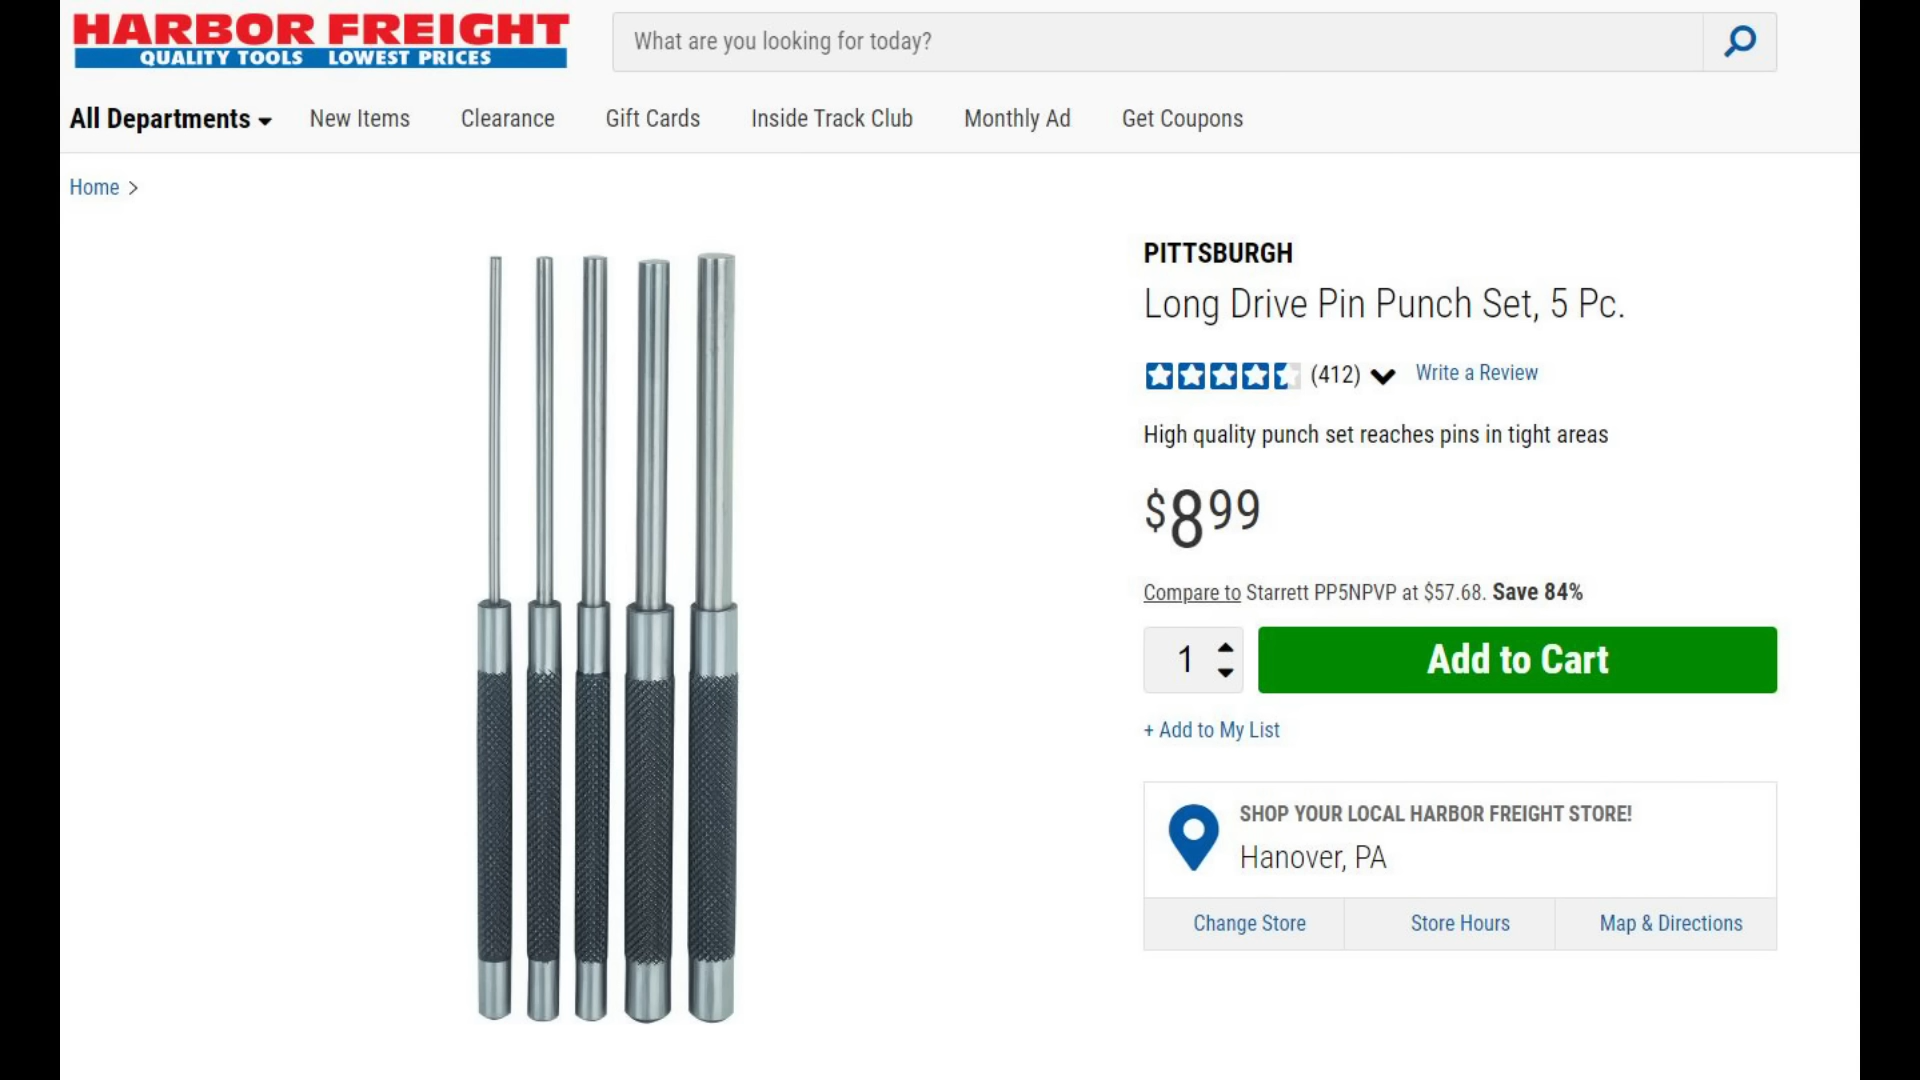 HARBOR FREIGHT
QUALITY TOOLS LOWEST PRICES
What are you looking for today?
All Departments New Items Clearance Gift Cards Inside Track Club Monthly Ad Get Coupons
Home >
PITTSBURGH
Long Drive Pin Punch Set, 5 Pc.
(412) Write a Review
High quality punch set reaches pins in tight areas
$8 99
Compare to Starrett PP5NPVP at $57.68. Save 84%
1 Add to Cart
+ Add to My List
SHOP YOUR LOCAL HARBOR FREIGHT STORE!
Hanover, PA
Change Store Store Hours Map & Directions